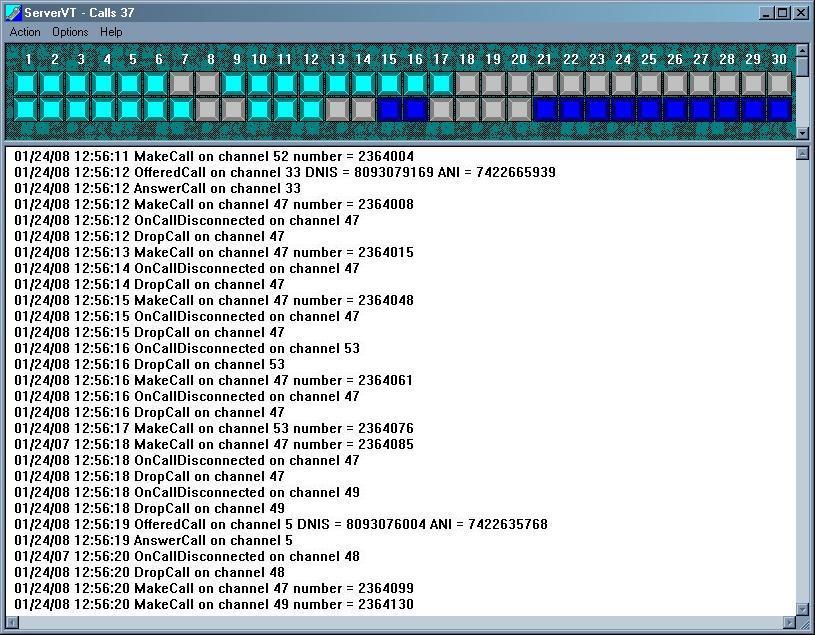 ServerVT - Calls 37
Action Options Help
1 2 3 4 5 6 7 8 9 10 11 12 13 14 15 16 17 18 19 20 21 22 23 24 25 26 27 28 29 30
01/24/08 12:56:11 MakeCall on channel 52 number = 2364004
01/24/08 12:56:12 OfferedCall on channel 33 DNIS = 8093079169 ANI = 7422665939
01/24/08 12:56:12 AnswerCall on channel 33
01/24/08 12:56:12 MakeCall on channel 47 number = 2364008
01/24/08 12:56:12 OnCallDisconnected on channel 47
01/24/08 12:56:12 DropCall on channel 47
01/24/08 12:56:13 MakeCall on channel 47 number = 2364015
01/24/08 12:56:14 OnCallDisconnected on channel 47
01/24/08 12:56:14 DropCall on channel 47
01/24/08 12:56:15 MakeCall on channel 47 number = 2364048
01/24/08 12:56:15 OnCallDisconnected on channel 47
01/24/08 12:56:15 DropCall on channel 47
01/24/08 12:56:16 OnCallDisconnected on channel 53
01/24/08 12:56:16 DropCall on channel 53
01/24/08 12:56:16 MakeCall on channel 47 number = 2364061
01/24/08 12:56:16 OnCallDisconnected on channel 47
01/24/08 12:56:16 DropCall on channel 47
01/24/08 12:56:17 MakeCall on channel 53 number = 2364076
01/24/07 12:56:18 MakeCall on channel 47 number = 2364085
01/24/08 12:56:18 OnCallDisconnected on channel 47
01/24/08 12:56:18 DropCall on channel 47
01/24/08 12:56:18 OnCallDisconnected on channel 49
01/24/08 12:56:18 DropCall on channel 49
01/24/08 12:56:19 OfferedCall on channel 5 DNIS = 8093076004 ANI = 7422635768
01/24/08 12:56:19 AnswerCall on channel 5
01/24/07 12:56:20 OnCallDisconnected on channel 48
01/24/08 12:56:20 DropCall on channel 48
01/24/08 12:56:20 MakeCall on channel 47 number = 2364099
01/24/08 12:56:20 MakeCall on channel 49 number = 2364130